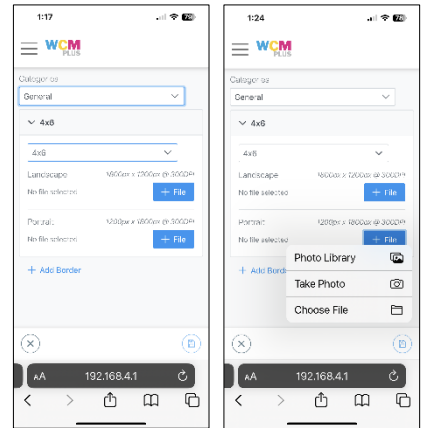 1:17
WCM
PLUS
Categories
General
4x6
4x6
Landscape 1800px x 1200px @ 300DPI
No file selected + File
Portrait 1200px x 1800px @ 300DPI
No file selected + File
+ Add Border
AA 192.168.4.1
1:24
WCM
PLUS
Categories
General
4x6
4x6
Landscape 1800px x 1200px @ 300DPI
No file selected + File
Portrait 1200px x 1800px @ 300DPI
No file selected + File
+ Add Bord
Photo Library
Take Photo
Choose File
AA 192.168.4.1